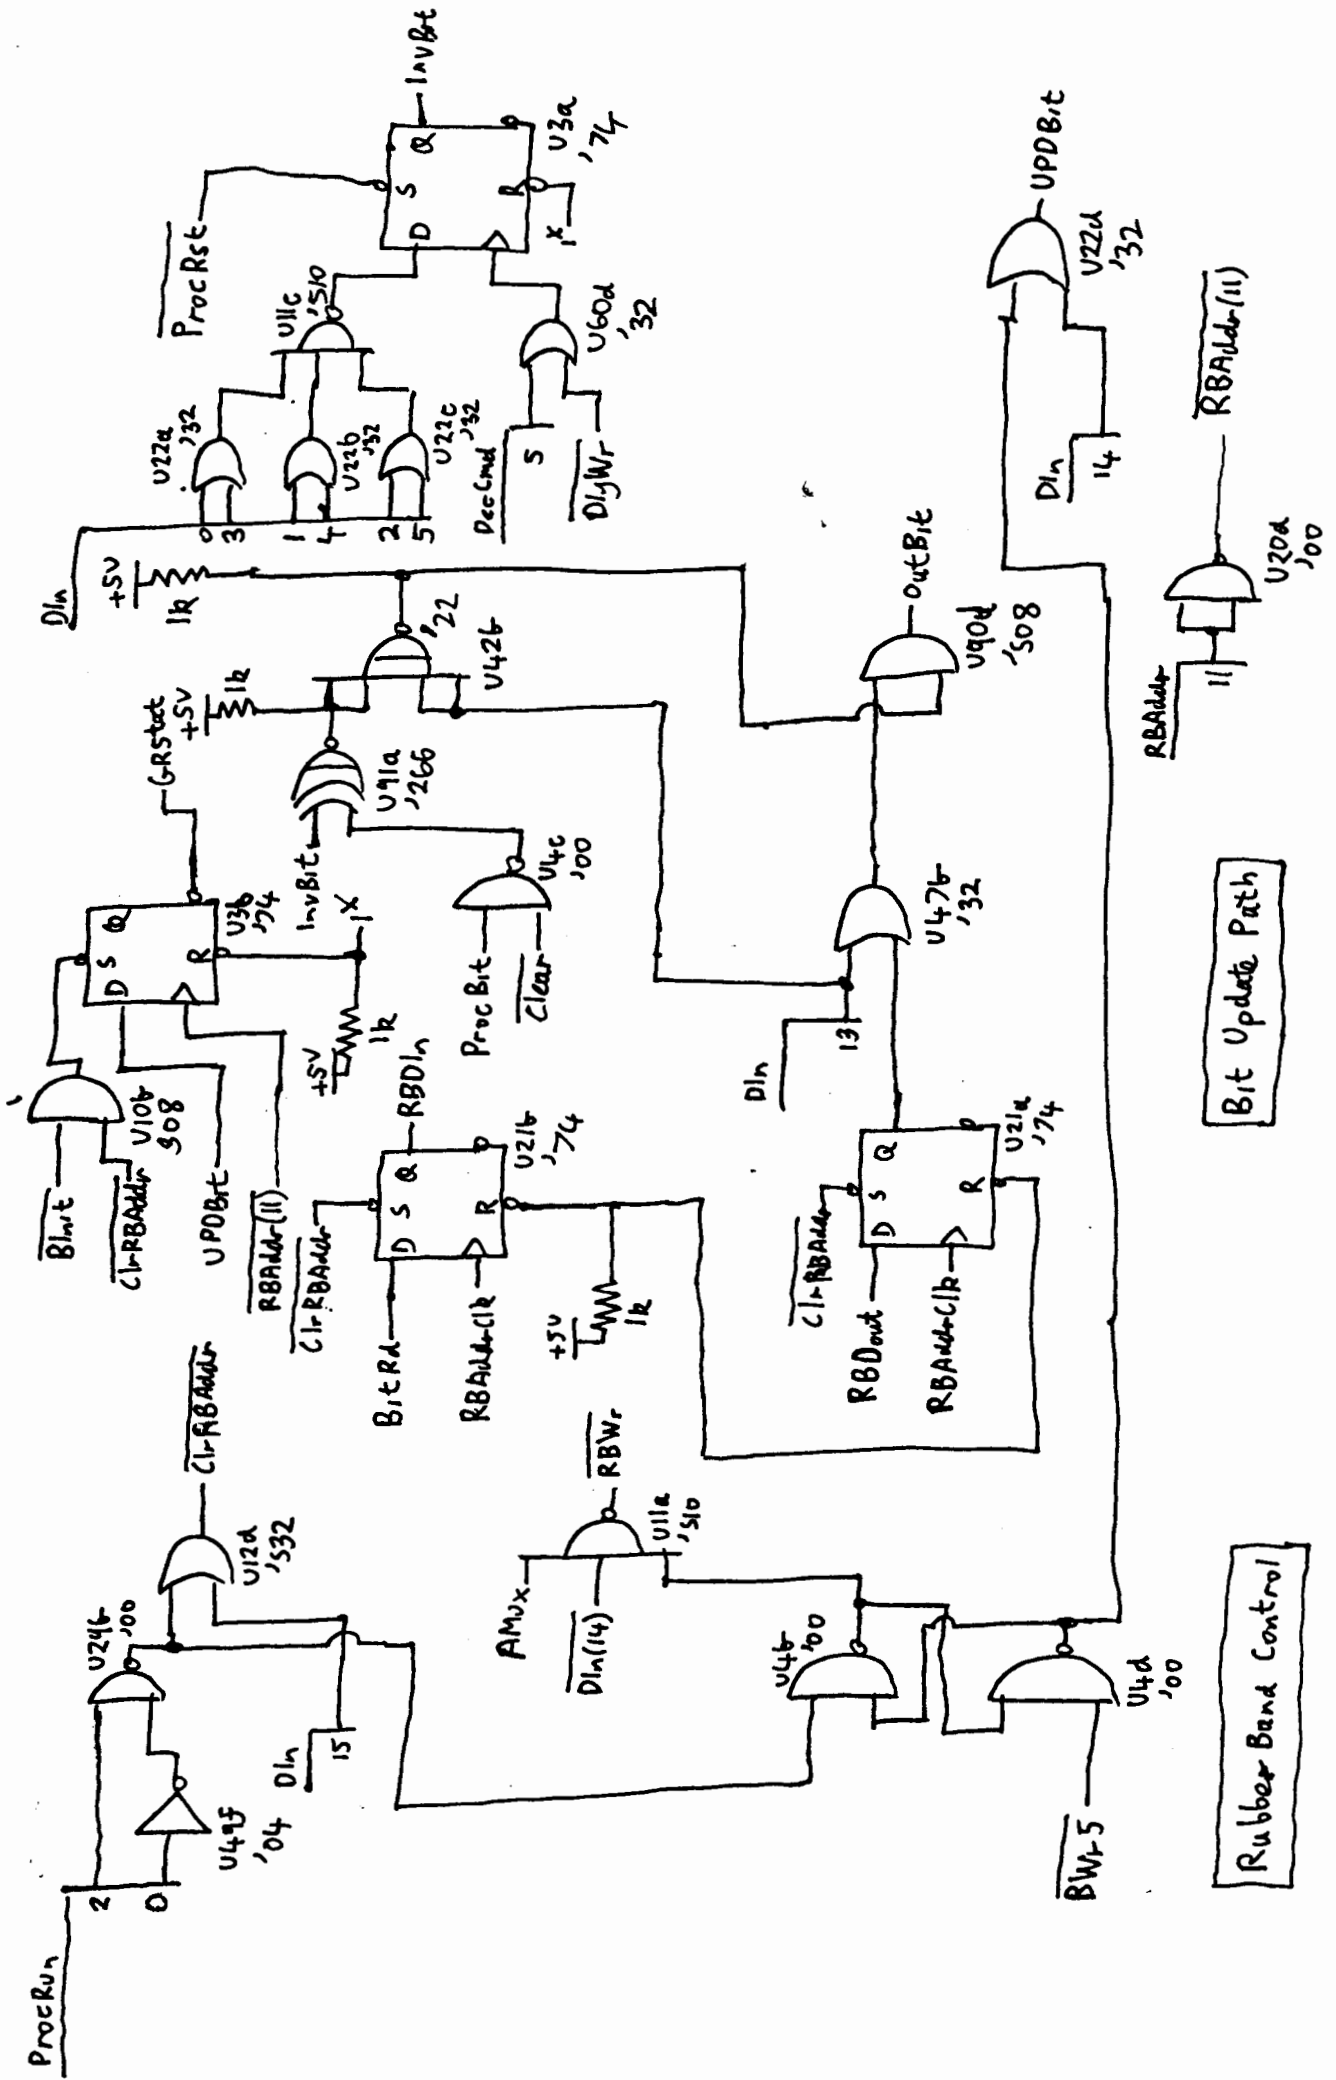 ProcRun
2
0
U49f
'04
U24b
'00
DIn
15
U12d
'S32
ClrRBAddr
BInit
ClrRBAddr
U10b
S08
UPDBit
RBAddr(11)
D
S
Q
R
U3b
'74
GRStat
+5V
1k
1X
ClrRBAddr
BitRd
RBAddrClk
D
S
Q
R
U21b
'74
RBDIn
+5V
1k
InvBit
ProcBit
Clear
U4c
'00
U91a
'266
+5V
1k
U42b
'22
+5V
1k
DIn
0
3
1
4
2
5
U22a
'32
U22b
'32
U22c
'32
U11c
'S10
ProcRst
DecCmd
5
DlyWr
U60d
'32
D
S
Q
R
1X
U3a
'74
InvBit
AMux
DIn(14)
U11a
'S10
RBWr
U4b
'00
BWr5
U4d
'00
ClrRBAddr
RBDout
RBAddrClk
D
S
Q
R
U21a
'74
DIn
13
U47b
'32
U90d
'S08
OutBit
DIn
14
U22d
'32
UPDBit
RBAddr
11
U20d
'00
RBAddr(11)
Rubber Band Control
Bit Update Path